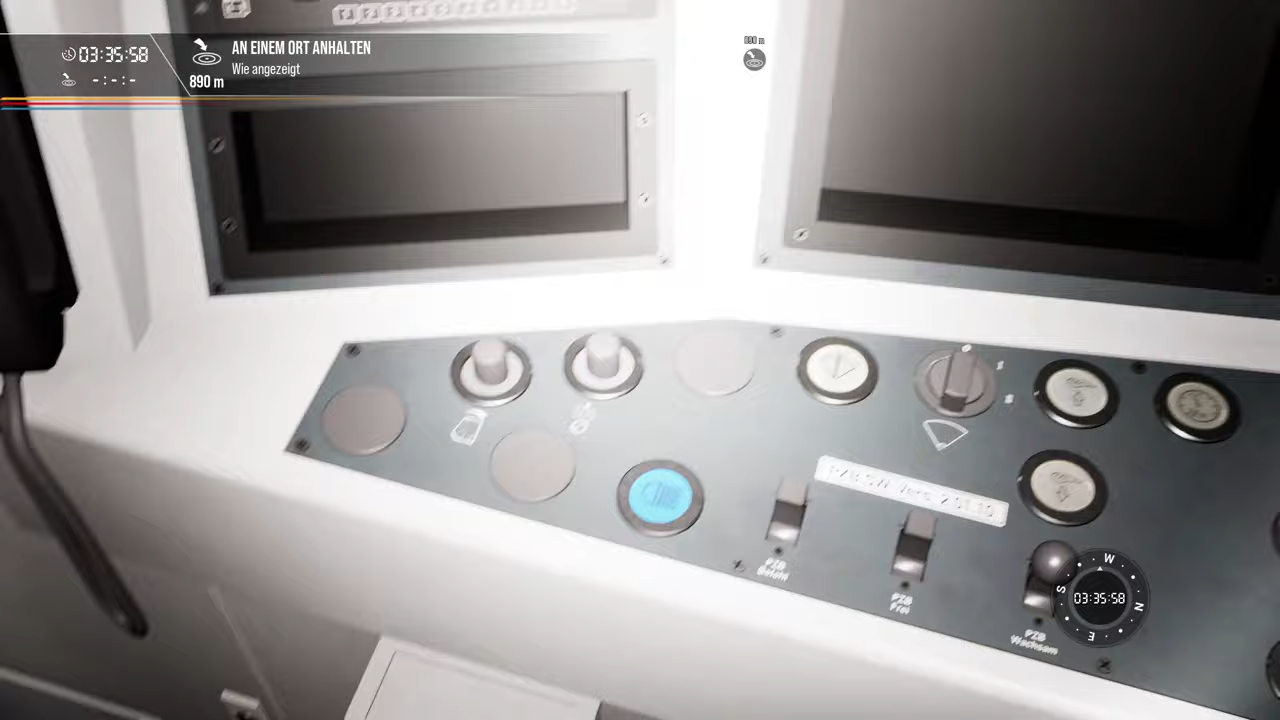 03:35:58
AN EINEM ORT ANHALTEN
-:-:-
890 m
Wie angezeigt
890 m
PZB
Befehl
PZB
Frei
PZB
Wachsam
W
S
N
E
03:35:58